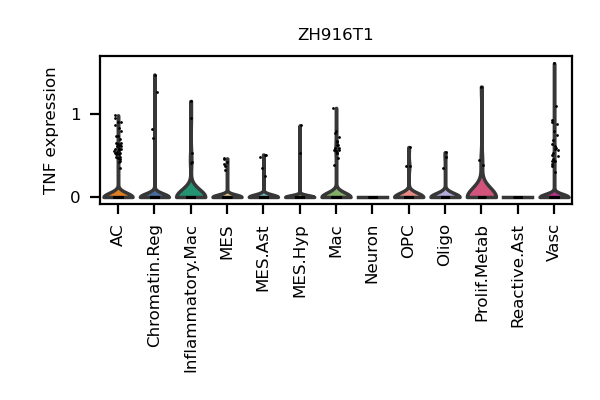 ZH916T1
TNF expression
1
0
AC
Chromatin.Reg
Inflammatory.Mac
MES
MES.Ast
MES.Hyp
Mac
Neuron
OPC
Oligo
Prolif.Metab
Reactive.Ast
Vasc